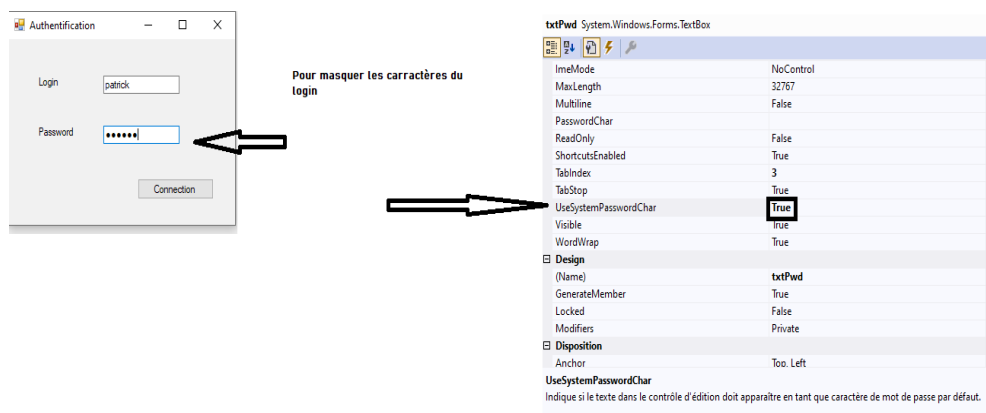 Authentification
Login
patrick
Password
••••••
Connection
Pour masquer les carractères du
login
txtPwd System.Windows.Forms.TextBox
ImeMode NoControl
MaxLength 32767
Multiline False
PasswordChar
ReadOnly False
ShortcutsEnabled True
TabIndex 3
TabStop True
UseSystemPasswordChar True
Visible True
WordWrap True
Design
(Name) txtPwd
GenerateMember True
Locked False
Modifiers Private
Disposition
Anchor Top, Left
UseSystemPasswordChar
Indique si le texte dans le contrôle d'édition doit apparaître en tant que caractère de mot de passe par défaut.